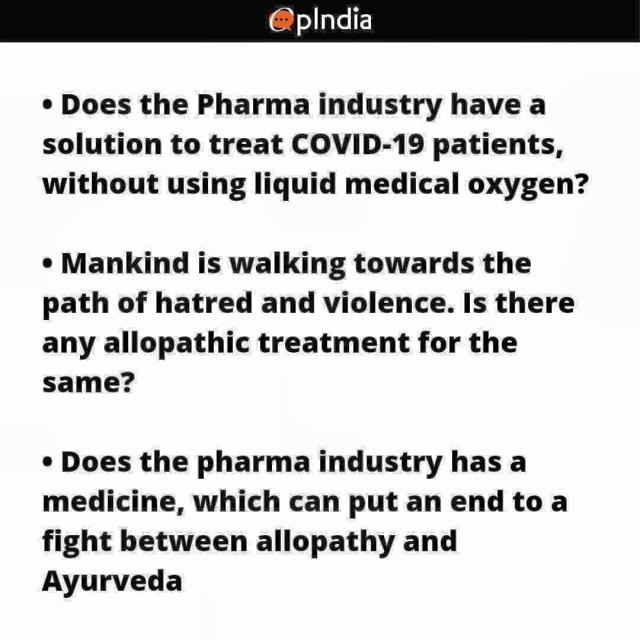 OpIndia
• Does the Pharma industry have a
solution to treat COVID-19 patients,
without using liquid medical oxygen?
• Mankind is walking towards the
path of hatred and violence. Is there
any allopathic treatment for the
same?
• Does the pharma industry has a
medicine, which can put an end to a
fight between allopathy and
Ayurveda